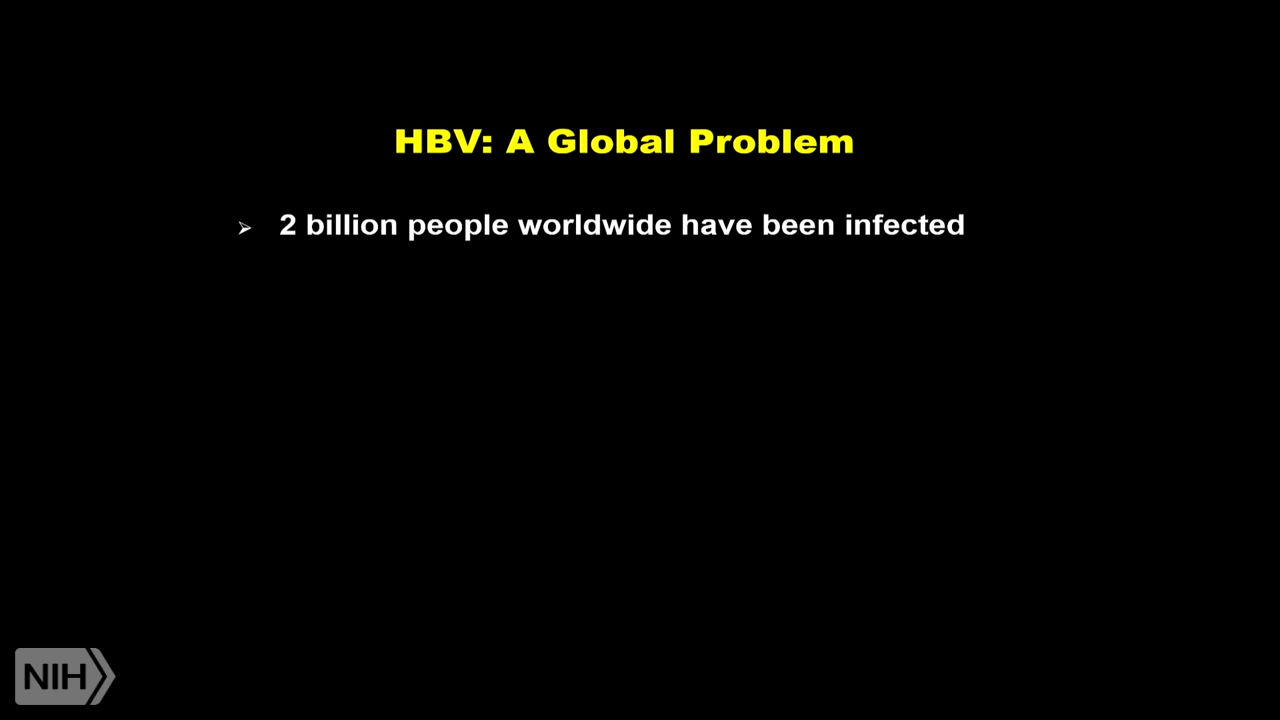 HBV: A Global Problem
➢ 2 billion people worldwide have been infected
NIH